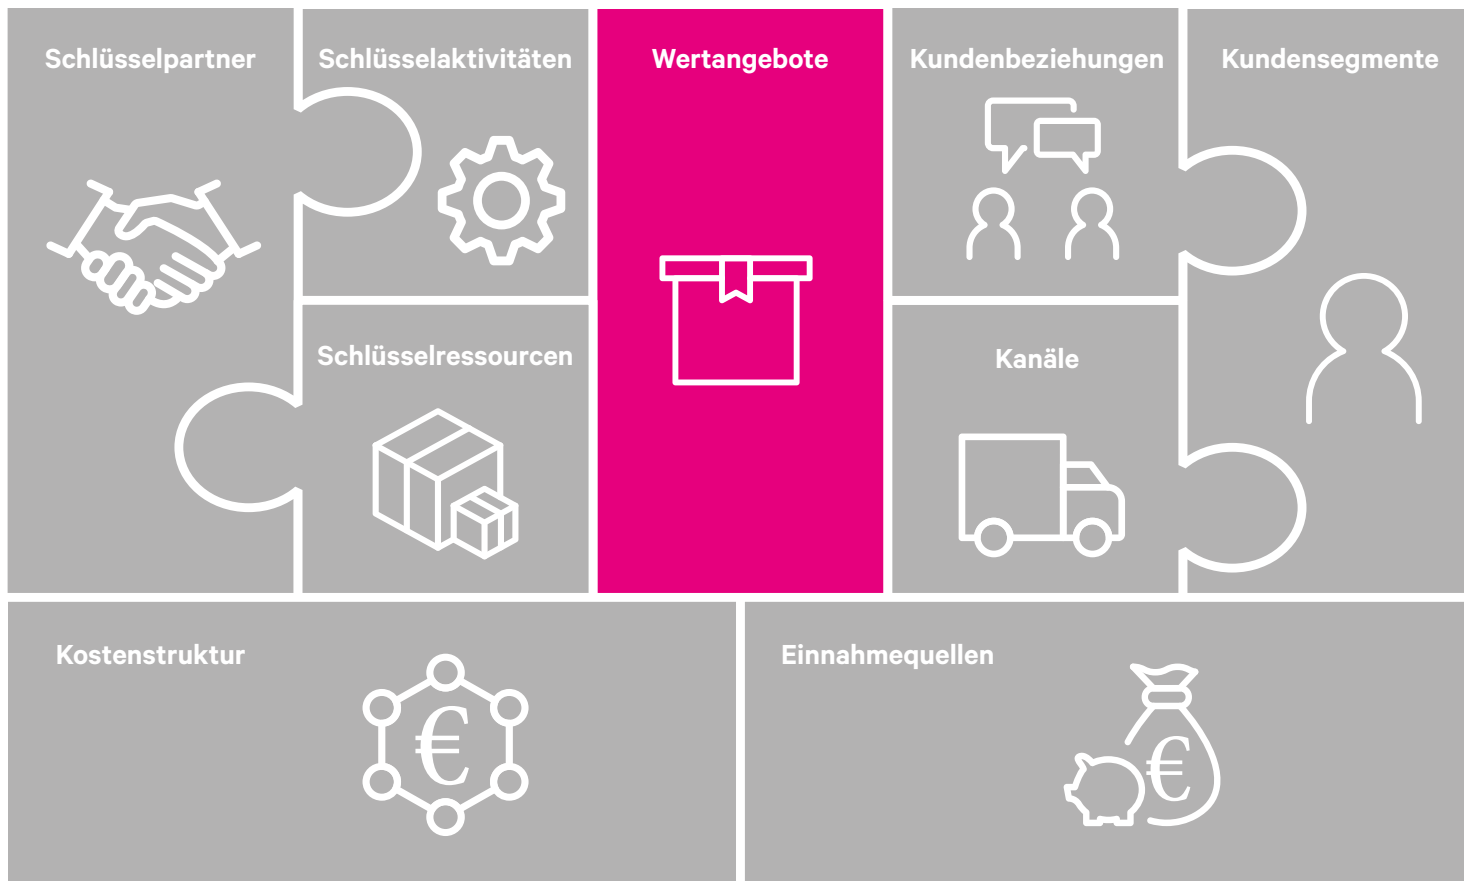 Schlüsselpartner
Schlüsselaktivitäten
Wertangebote
Kundenbeziehungen
Kundensegmente
Schlüsselressourcen
Kanäle
Kostenstruktur
€
Einnahmequellen
€